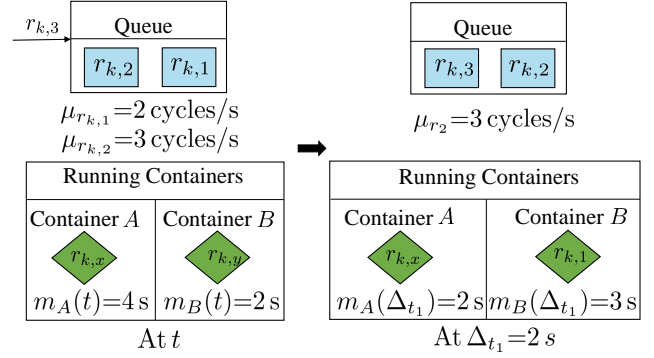 r_{k,3}
Queue
r_{k,2} r_{k,1}
μ_{r_{k,1}}=2 cycles/s
μ_{r_{k,2}}=3 cycles/s
Running Containers
Container A Container B
r_{k,x} r_{k,y}
m_A(t)=4 s m_B(t)=2 s
At t
Queue
r_{k,3} r_{k,2}
μ_{r_2}=3 cycles/s
Running Containers
Container A Container B
r_{k,x} r_{k,1}
m_A(Δ_{t_1})=2 s m_B(Δ_{t_1})=3 s
At Δ_{t_1}=2 s